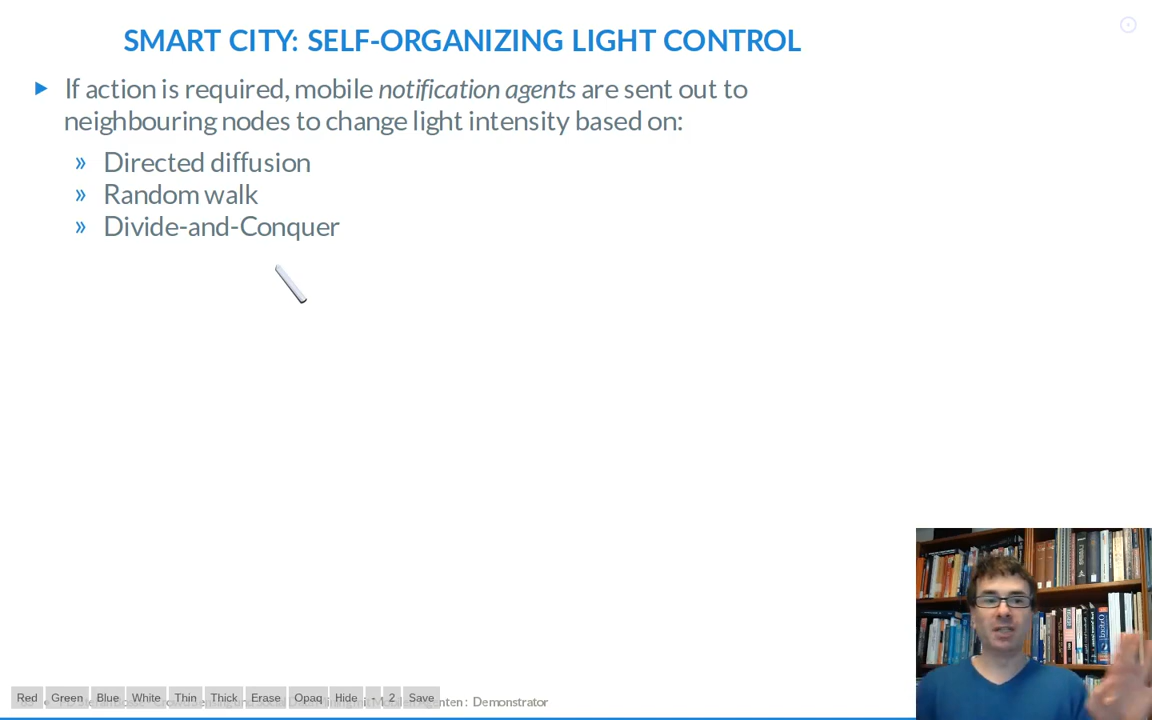 SMART CITY: SELF-ORGANIZING LIGHT CONTROL
If action is required, mobile notification agents are sent out to
neighbouring nodes to change light intensity based on:
» Directed diffusion
» Random walk
» Divide-and-Conquer
Red Green Blue White Thin Thick Erase Opaq Hide - 2 Save
: Demonstrator